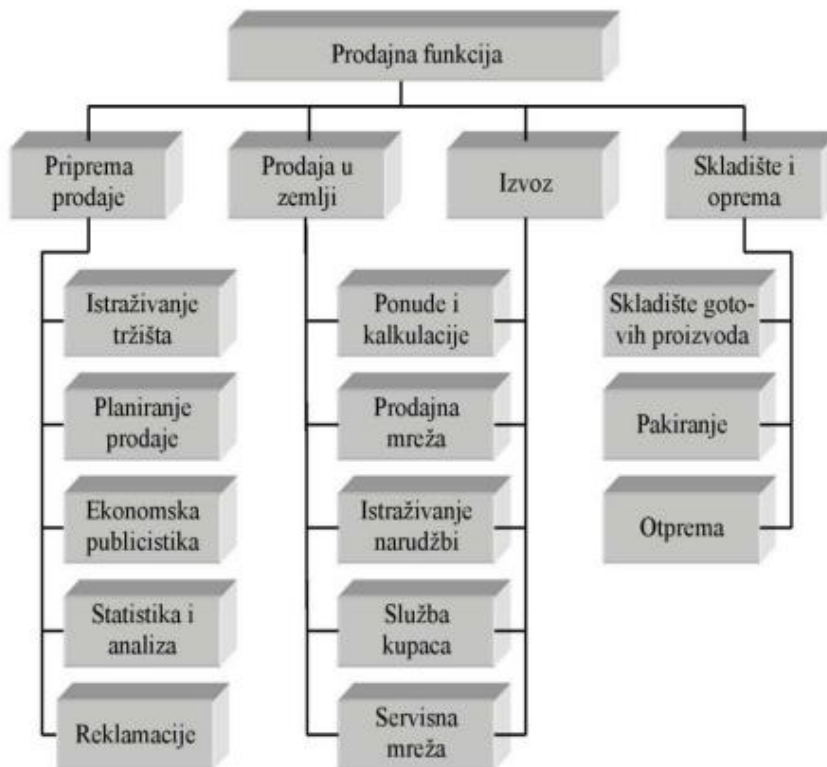 Prodajna funkcija
Priprema
prodaje
Prodaja u
zemlji
Izvoz
Skladište i
oprema
Istraživanje
tržišta
Planiranje
prodaje
Ekonomska
publicistika
Statistika i
analiza
Reklamacije
Ponude i
kalkulacije
Prodajna
mreža
Istraživanje
narudžbi
Služba
kupaca
Servisna
mreža
Skladište goto-
vih proizvoda
Pakiranje
Otprema